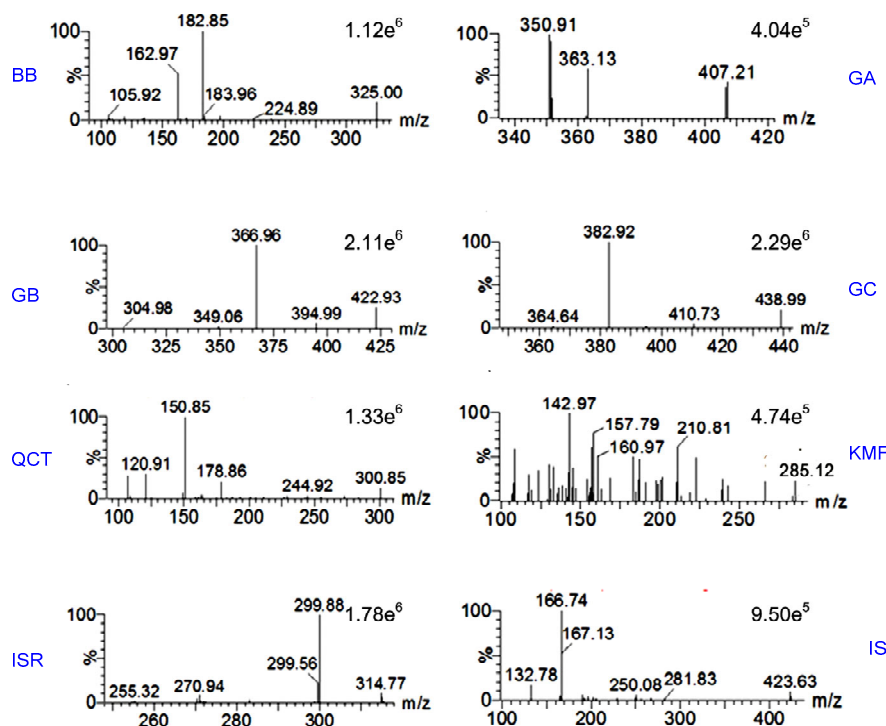 182.85 1.12e6
100
162.97
BB
%
105.92 183.96 224.89 325.00
0 m/z
100 150 200 250 300
350.91 4.04e5
100
363.13
407.21
GA
%
0 m/z
340 360 380 400 420
366.96 2.11e6
100
GB
%
304.98 349.06 394.99 422.93
0 m/z
300 325 350 375 400 425
382.92 2.29e6
100
GC
%
364.64 410.73 438.99
0 m/z
360 380 400 420 440
150.85 1.33e6
100
QCT
%
120.91 178.86 244.92 300.85
0 m/z
100 150 200 250 300
142.97 4.74e5
100
157.79 210.81
160.97
KMF
%
285.12
0 m/z
100 150 200 250
299.88 1.78e6
100
ISR
%
299.56
255.32 270.94 314.77
0 m/z
260 280 300
166.74 9.50e5
100
167.13
IS
%
132.78 250.08 281.83 423.63
0 m/z
100 200 300 400